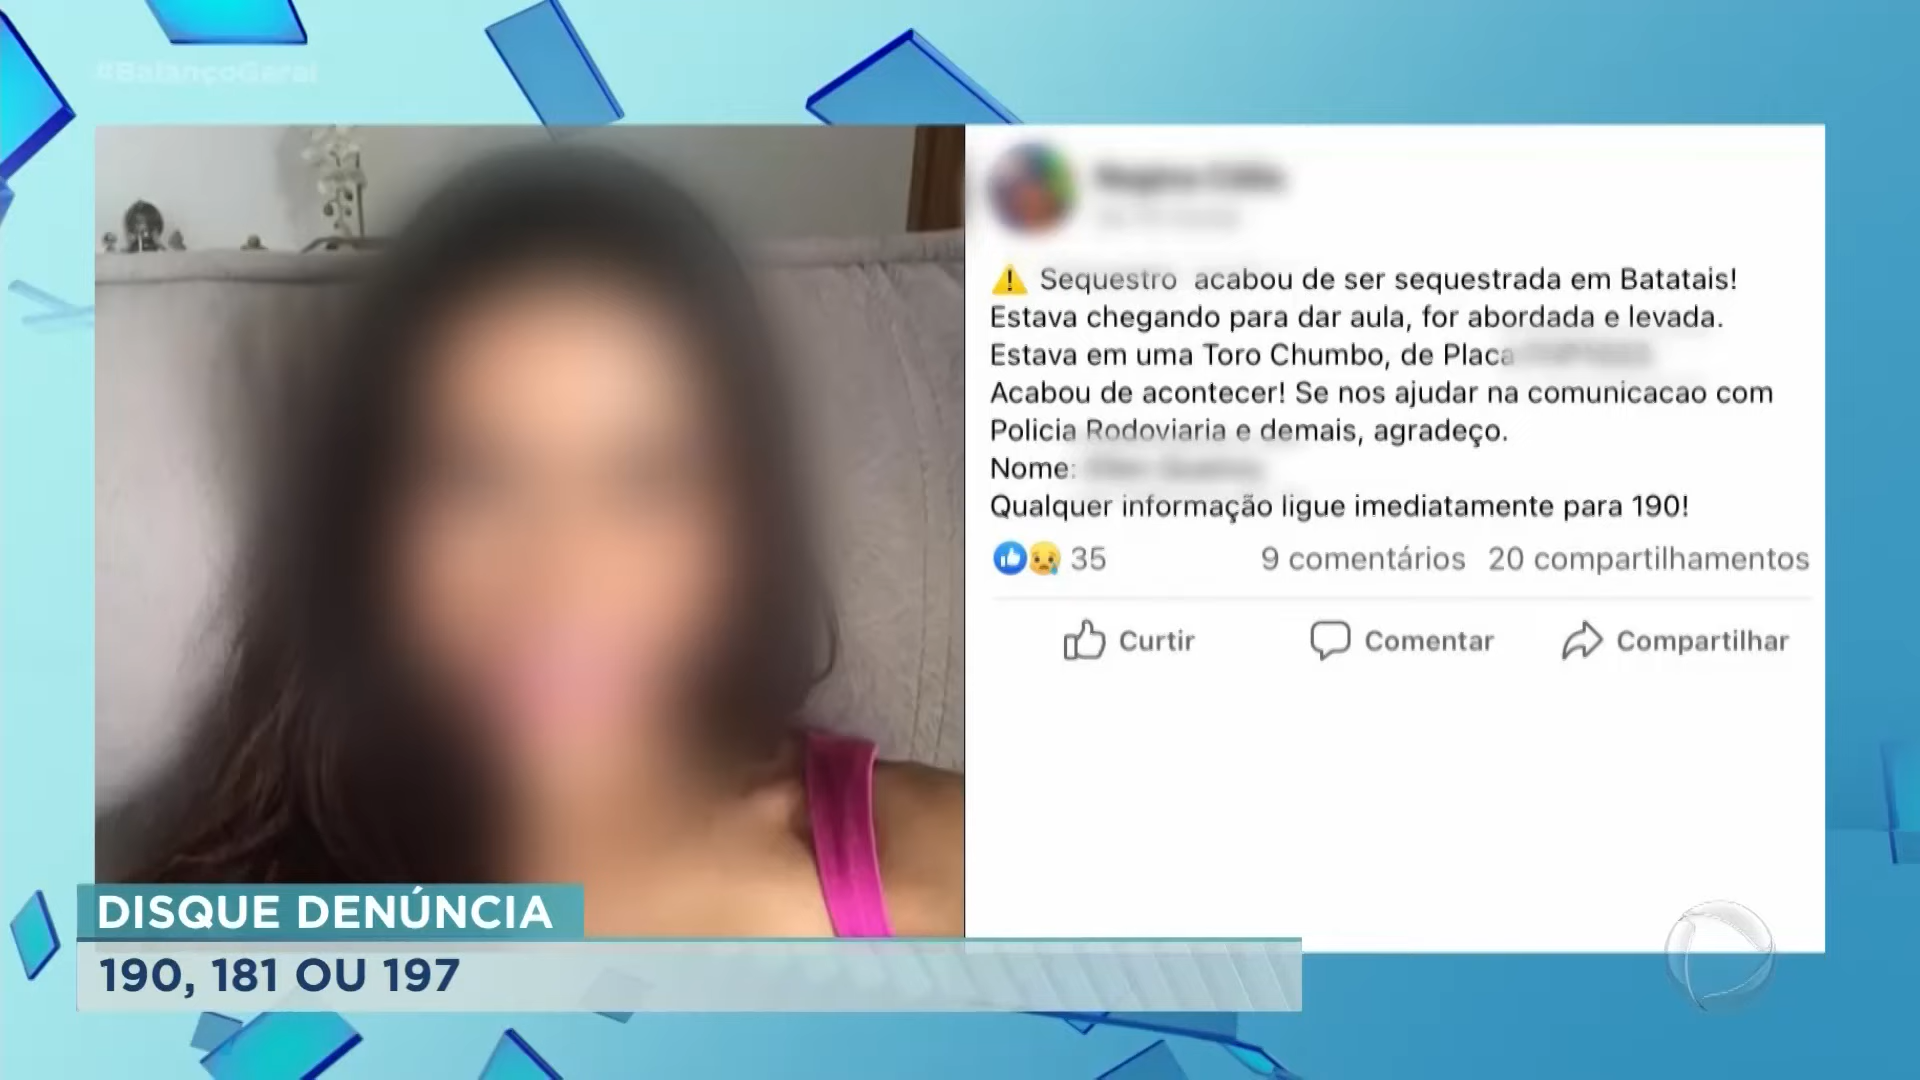 #BalançoGeral
Sequestro acabou de ser sequestrada em Batatais!
Estava chegando para dar aula, for abordada e levada.
Estava em uma Toro Chumbo, de Placa
Acabou de acontecer! Se nos ajudar na comunicacao com
Policia Rodoviaria e demais, agradeço.
Nome:
Qualquer informação ligue imediatamente para 190!
35 9 comentários 20 compartilhamentos
Curtir Comentar Compartilhar
DISQUE DENÚNCIA
190, 181 OU 197